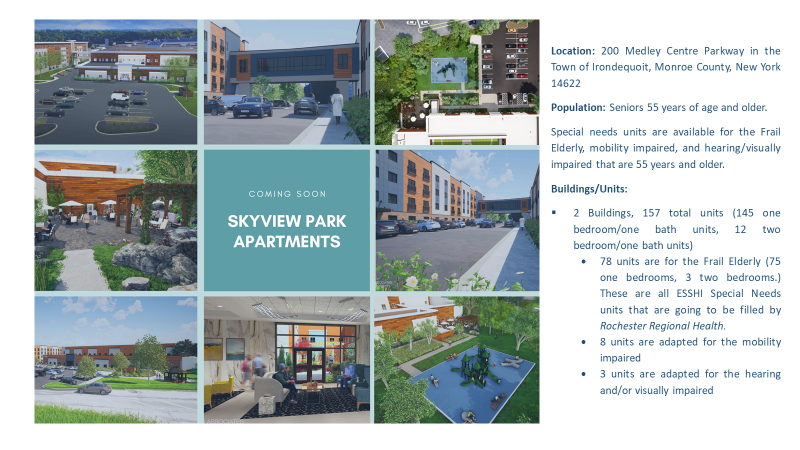 COMING SOON
SKYVIEW PARK
APARTMENTS
Location: 200 Medley Centre Parkway in the
Town of Irondequoit, Monroe County, New York
14622
Population: Seniors 55 years of age and older.
Special needs units are available for the Frail
Elderly, mobility impaired, and hearing/visually
impaired that are 55 years and older.
Buildings/Units:
▪ 2 Buildings, 157 total units (145 one
bedroom/one bath units, 12 two
bedroom/one bath units)
• 78 units are for the Frail Elderly (75
one bedrooms, 3 two bedrooms.)
These are all ESSHI Special Needs
units that are going to be filled by
Rochester Regional Health.
• 8 units are adapted for the mobility
impaired
• 3 units are adapted for the hearing
and/or visually impaired